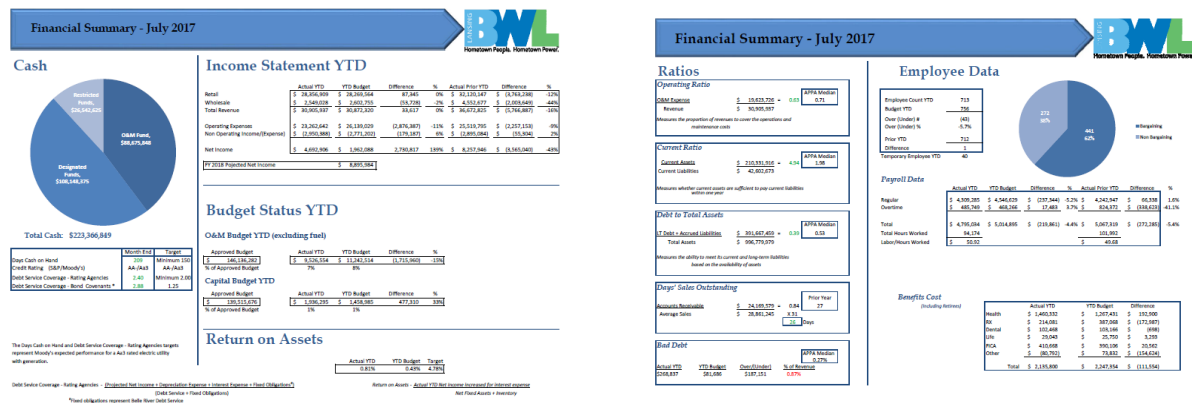 Financial Summary - July 2017
LANSING
BWL
Hometown People. Hometown Power.
Cash
Restricted
Funds,
O&M Fund,
$88,675,848
Designated
Funds,
$108,148,375
Total Cash: $223,366,849
Month End Target
Days Cash on Hand 209 Minimum 150
Credit Rating (S&P/Moody's) AA-/Aa3 AA-/Aa3
Debt Service Coverage - Rating Agencies 2.40 Minimum 2.00
Debt Service Coverage - Bond Covenants * 2.88 1.25
The Days Cash on Hand and Debt Service Coverage - Rating Agencies targets
represent Moody's expected performance for a Aa3 rated electric utility
with generation.
Income Statement YTD
Actual YTD YTD Budget Difference % Actual Prior YTD Difference %
Retail $ 28,356,909 $ 28,269,564 87,345 0% $ 32,120,147 $ (3,763,238) -12%
Wholesale $ 2,549,028 $ 2,602,755 (53,728) -2% $ 4,552,677 $ (2,003,649) -44%
Total Revenue $ 30,905,937 $ 30,872,320 33,617 0% $ 36,672,825 $ (5,766,887) -16%
Operating Expenses $ 23,262,642 $ 26,139,029 (2,876,387) -11% $ 25,519,795 $ (2,257,153) -9%
Non Operating Income/(Expense) $ (2,950,388) $ (2,771,202) (179,187) 6% $ (2,895,084) $ (55,304) 2%
Net Income $ 4,692,906 $ 1,962,088 2,730,817 139% $ 8,257,946 $ (3,565,040) -43%
FY 2018 Projected Net Income $ 8,895,984
Budget Status YTD
O&M Budget YTD (excluding fuel)
Approved Budget Actual YTD YTD Budget Difference %
$ 146,136,282 $ 9,526,554 $ 11,242,514 (1,715,960) -15%
% of Approved Budget 7% 8%
Capital Budget YTD
Approved Budget Actual YTD YTD Budget Difference %
$ 139,515,676 $ 1,936,295 $ 1,458,985 477,310 33%
% of Approved Budget 1% 1%
Return on Assets
Actual YTD YTD Budget Target
0.81% 0.43% 4.78%
Debt Sevice Coverage - Rating Agencies - (Projected Net Income + Depreciation Expense + Interest Expense + Fixed Obligations*)
(Debt Service + Fixed Obligations)
*Fixed obligations represent Belle River Debt Service
Return on Assets - Actual YTD Net Income increased for interest expense
Net Fixed Assets + Inventory
Financial Summary - July 2017
BWL
Hometown People. Hometown Power.
Ratios
Operating Ratio
APPA Median
O&M Expense $ 19,623,726 = 0.63 0.71
Revenue $ 30,905,937
Measures the proportion of revenues to cover the operations and
maintenance costs
Current Ratio
APPA Median
Current Assets $ 210,331,916 = 4.94 1.98
Current Liabilities $ 42,602,673
Measures whether current assets are sufficient to pay current liabilities
within one year
Debt to Total Assets
APPA Median
LT Debt + Accrued Liabilities $ 391,667,459 = 0.39 0.53
Total Assets $ 996,779,979
Measures the ability to meet its current and long-term liabilities
based on the availability of assets
Days' Sales Outstanding
Prior Year
Accounts Receivable $ 24,169,579 = 0.84 27
Average Sales $ 28,861,245 X 31
26 Days
Bad Debt
APPA Median
0.27%
Actual YTD YTD Budget Over/(Under) % of Revenue
$268,837 $81,686 $187,151 0.87%
Employee Data
Employee Count YTD 713
Budget YTD 756
Over (Under) # (43)
Over (Under) % -5.7%
Prior YTD 712
Difference 1
Temporary Employee YTD 40
272
38%
441
62%
Bargaining
Non Bargaining
Payroll Data
Actual YTD YTD Budget Difference % Actual Prior YTD Difference %
Regular $ 4,309,285 $ 4,546,629 $ (237,344) -5.2% $ 4,242,947 $ 66,338 1.6%
Overtime $ 485,749 $ 468,266 $ 17,483 3.7% $ 824,372 $ (338,623) -41.1%
Total $ 4,795,034 $ 5,014,895 $ (219,861) -4.4% $ 5,067,319 $ (272,285) -5.4%
Total Hours Worked 94,174 101,992
Labor/Hours Worked $ 50.92 $ 49.68
Benefits Cost
(Including Retirees)
Actual YTD YTD Budget Difference
Health $ 1,460,332 $ 1,267,431 $ 192,900
RX $ 214,081 $ 387,068 $ (172,987)
Dental $ 102,468 $ 103,166 $ (698)
Life $ 29,043 $ 25,750 $ 3,293
FICA $ 410,668 $ 390,106 $ 20,562
Other $ (80,792) $ 73,832 $ (154,624)
Total $ 2,135,800 $ 2,247,354 $ (111,554)